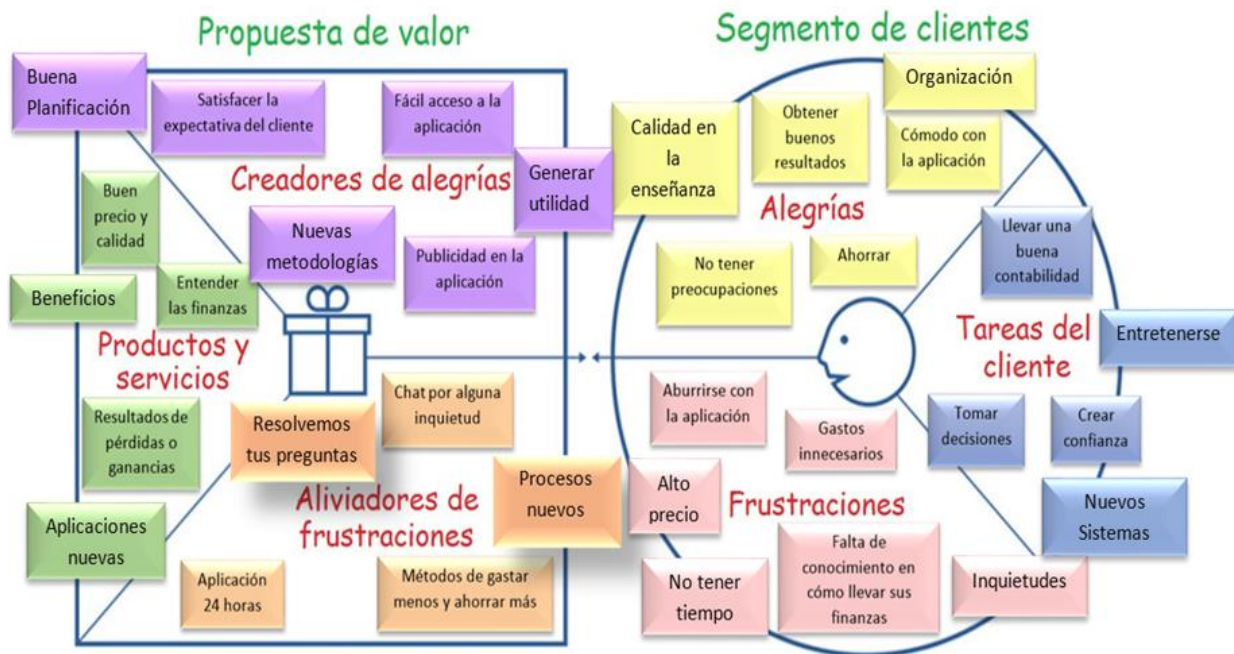 Propuesta de valor
Buena
Planificación
Satisfacer la
expectativa del cliente
Fácil acceso a la
aplicación
Creadores de alegrías
Generar
utilidad
Nuevas
metodologías
Publicidad en la
aplicación
Buen
precio y
calidad
Beneficios
Entender
las finanzas
Productos y
servicios
Resultados de
pérdidas o
ganancias
Aplicaciones
nuevas
Chat por alguna
inquietud
Resolvemos
tus preguntas
Aliviadores de
frustraciones
Procesos
nuevos
Aplicación
24 horas
Métodos de gastar
menos y ahorrar más
Segmento de clientes
Organización
Calidad en
la
enseñanza
Obtener
buenos
resultados
Cómodo con
la aplicación
Alegrías
No tener
preocupaciones
Ahorrar
Llevar una
buena
contabilidad
Tareas del
cliente
Entretenerse
Tomar
decisiones
Crear
confianza
Nuevos
Sistemas
Aburrirse con
la aplicación
Gastos
innecesarios
Alto
precio
Frustraciones
No tener
tiempo
Falta de
conocimiento en
cómo llevar sus
finanzas
Inquietudes